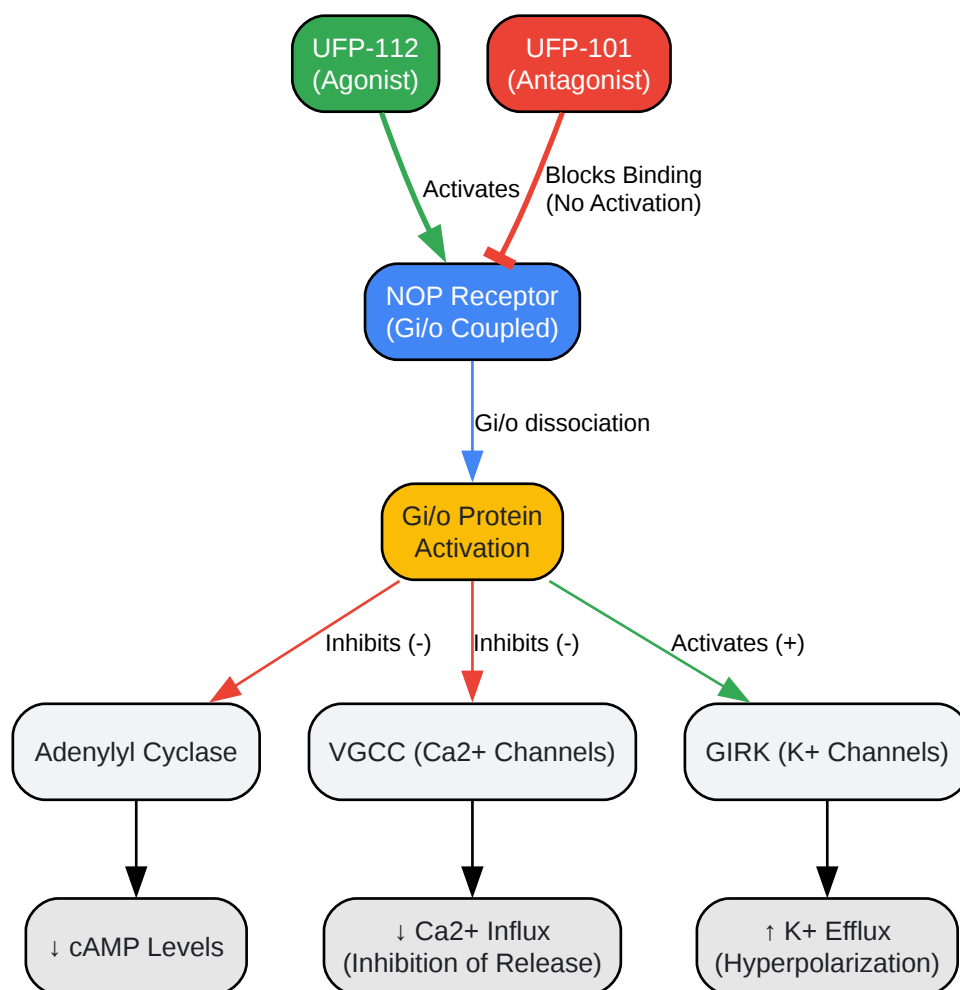 UFP-112
(Agonist)
UFP-101
(Antagonist)
Activates
Blocks Binding
(No Activation)
NOP Receptor
(Gi/o Coupled)
Gi/o dissociation
Gi/o Protein
Activation
Inhibits (-)
Inhibits (-)
Activates (+)
Adenylyl Cyclase
VGCC (Ca2+ Channels)
GIRK (K+ Channels)
↓ cAMP Levels
↓ Ca2+ Influx
(Inhibition of Release)
↑ K+ Efflux
(Hyperpolarization)